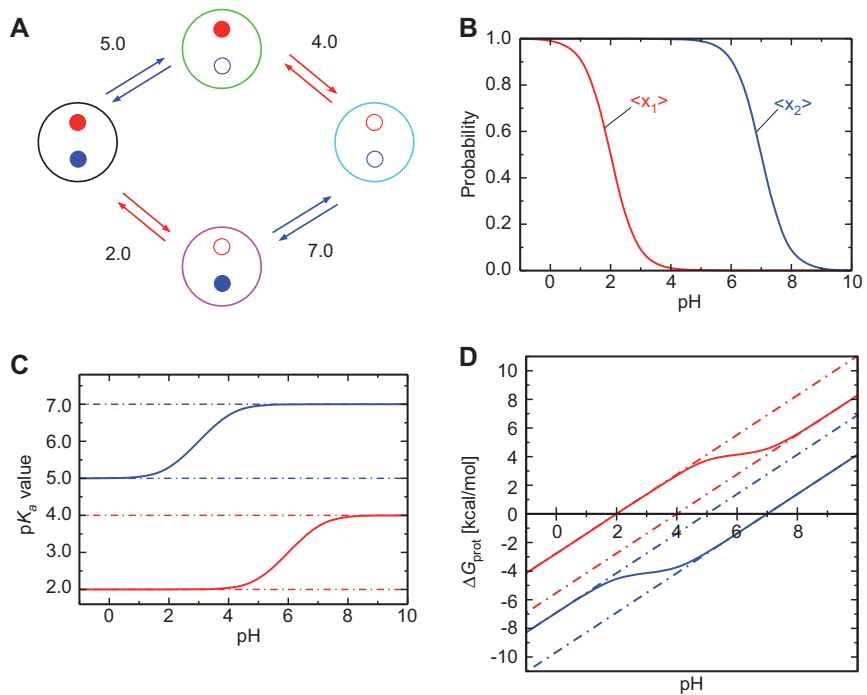 A
5.0
4.0
2.0
7.0
B
Probability
1.0
0.8
0.6
0.4
0.2
0.0
<x₁>
<x₂>
0 2 4 6 8 10
pH
C
pKₐ value
7.0
6.0
5.0
4.0
3.0
2.0
0 2 4 6 8 10
pH
D
ΔG_prot [kcal/mol]
10
8
6
4
2
0
-2
-4
-6
-8
-10
0 2 4 6 8
pH